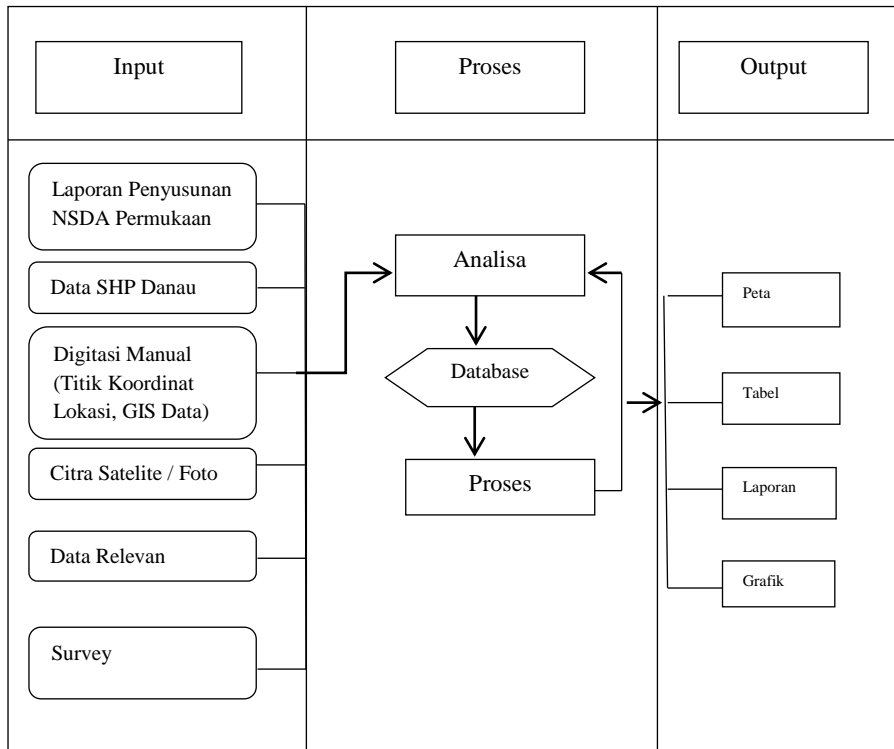 Input
Proses
Output
Laporan Penyusunan
NSDA Permukaan
Data SHP Danau
Digitasi Manual
(Titik Koordinat
Lokasi, GIS Data)
Citra Satelite / Foto
Data Relevan
Survey
Analisa
Database
Proses
Peta
Tabel
Laporan
Grafik